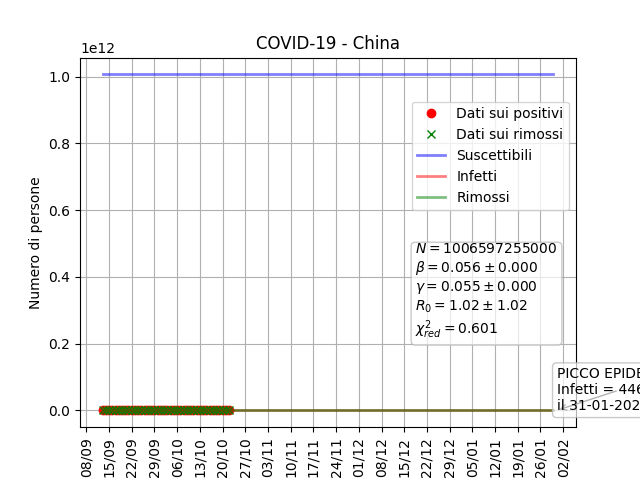 COVID-19 - China
1e12
1.0
0.8
0.6
0.4
0.2
0.0
Numero di persone
Dati sui positivi
Dati sui rimossi
Suscettibili
Infetti
Rimossi
N = 1006597255000
β = 0.056 ± 0.000
γ = 0.055 ± 0.000
R₀ = 1.02 ± 1.02
χ²red = 0.601
PICCO EPIDE
Infetti = 446
il 31-01-202
08/09
15/09
22/09
29/09
06/10
13/10
20/10
27/10
03/11
10/11
17/11
24/11
01/12
08/12
15/12
22/12
29/12
05/01
12/01
19/01
26/01
02/02